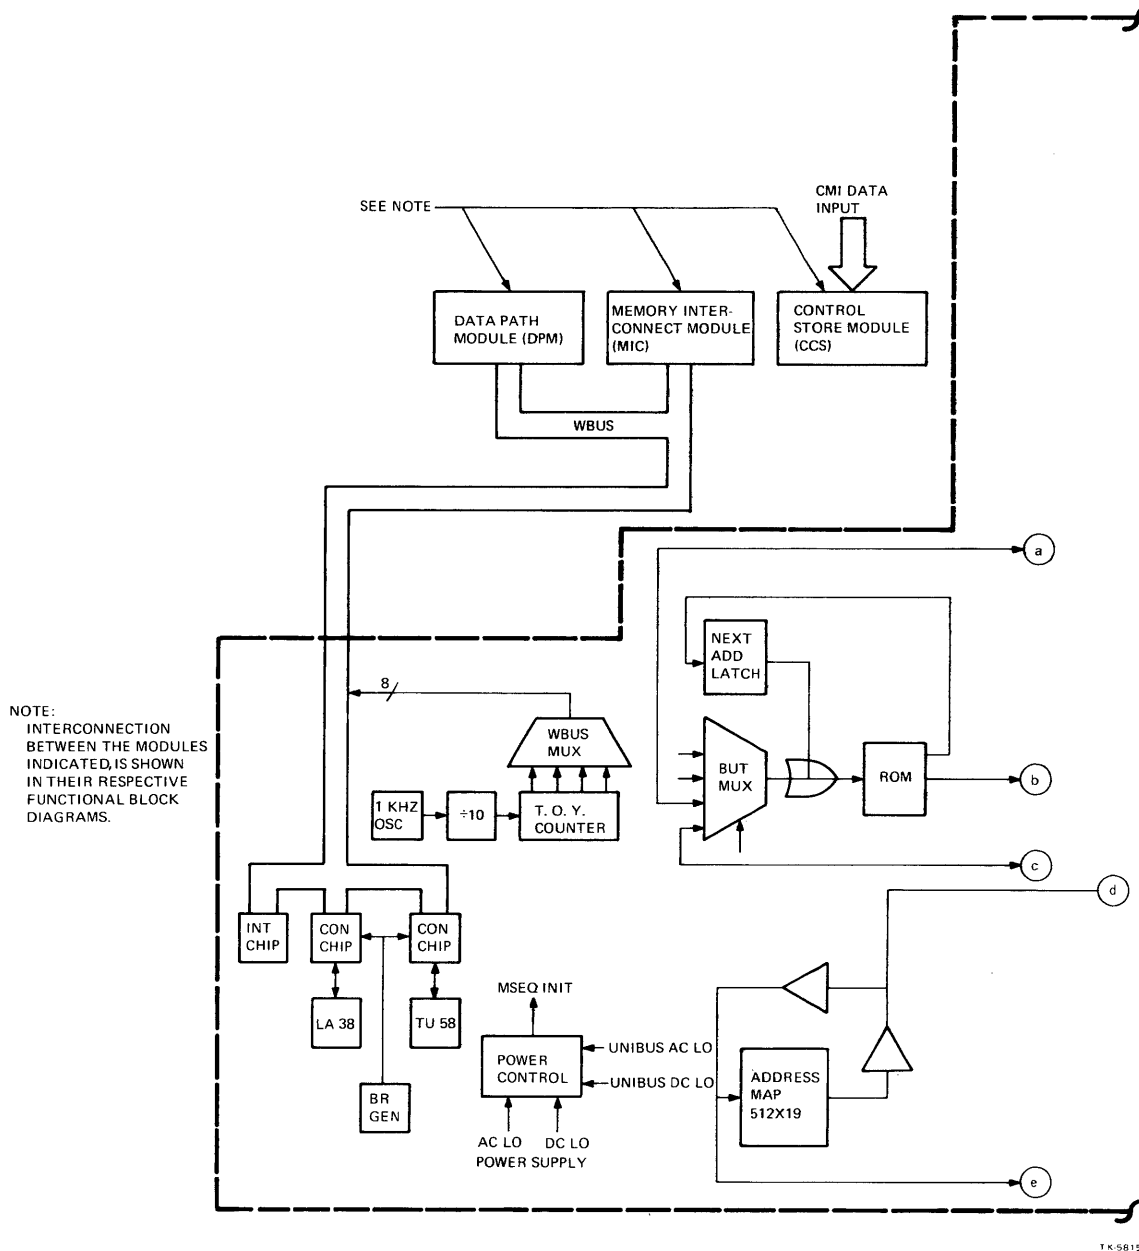 CMI DATA
INPUT
SEE NOTE
DATA PATH
MODULE (DPM)
MEMORY INTER-
CONNECT MODULE
(MIC)
CONTROL
STORE MODULE
(CCS)
WBUS
a
NEXT
ADD
LATCH
8
NOTE:
INTERCONNECTION
BETWEEN THE MODULES
INDICATED, IS SHOWN
IN THEIR RESPECTIVE
FUNCTIONAL BLOCK
DIAGRAMS.
WBUS
MUX
BUT
MUX
ROM
b
1 KHZ
OSC
÷10
T. O. Y.
COUNTER
c
d
INT
CHIP
CON
CHIP
CON
CHIP
MSEQ INIT
LA 38
TU 58
POWER
CONTROL
UNIBUS AC LO
UNIBUS DC LO
ADDRESS
MAP
512X19
BR
GEN
AC LO
DC LO
POWER SUPPLY
e
TK-5815